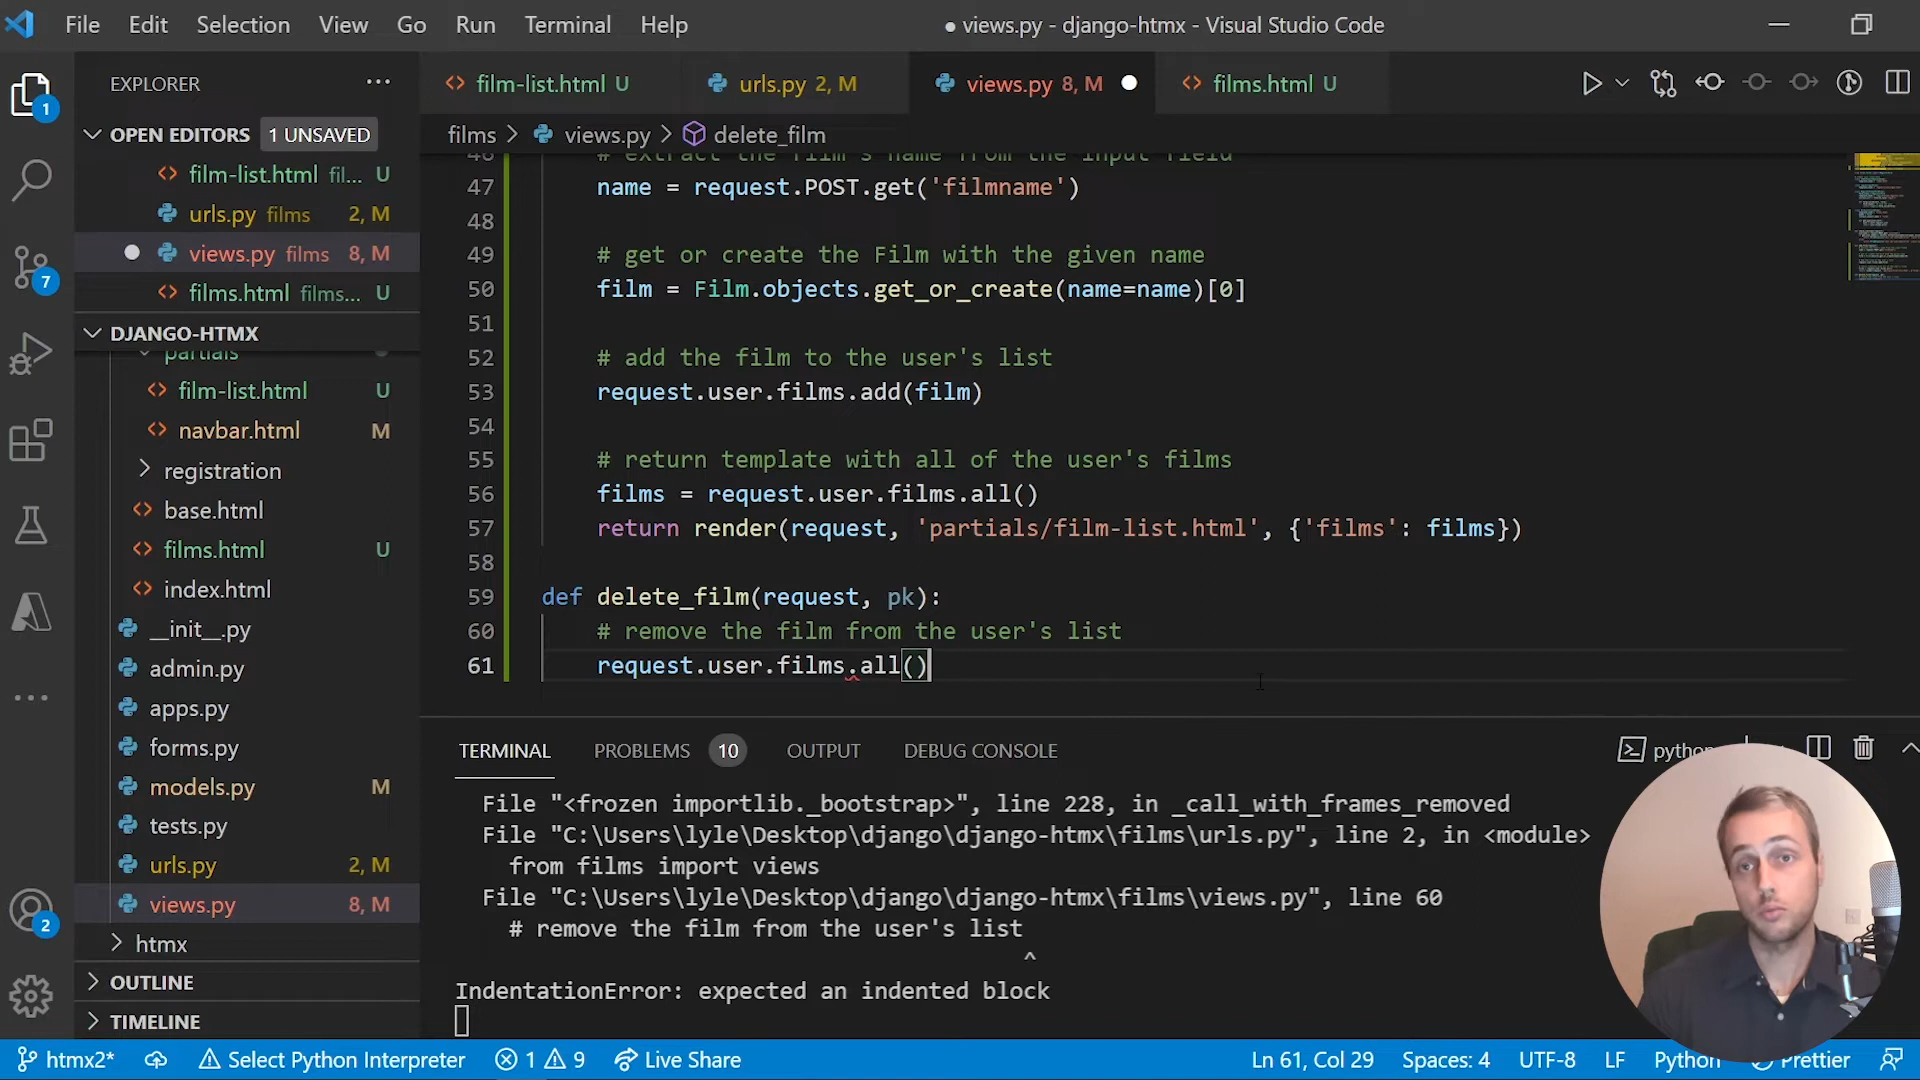 File Edit Selection View Go Run Terminal Help
● views.py - django-htmx - Visual Studio Code
EXPLORER
OPEN EDITORS 1 UNSAVED
film-list.html fil... U
urls.py films 2, M
views.py films 8, M
films.html films... U
DJANGO-HTMX
partials
film-list.html U
navbar.html M
registration
base.html
films.html U
index.html
__init__.py
admin.py
apps.py
forms.py
models.py M
tests.py
urls.py 2, M
views.py 8, M
htmx
OUTLINE
TIMELINE
1
7
2
film-list.html U urls.py 2, M views.py 8, M films.html U
films > views.py > delete_film
46 # extract the film's name from the input field
47 name = request.POST.get('filmname')
48
49 # get or create the Film with the given name
50 film = Film.objects.get_or_create(name=name)[0]
51
52 # add the film to the user's list
53 request.user.films.add(film)
54
55 # return template with all of the user's films
56 films = request.user.films.all()
57 return render(request, 'partials/film-list.html', {'films': films})
58
59 def delete_film(request, pk):
60 # remove the film from the user's list
61 request.user.films.all()
TERMINAL PROBLEMS 10 OUTPUT DEBUG CONSOLE
File "<frozen importlib._bootstrap>", line 228, in _call_with_frames_removed
File "C:\Users\lyle\Desktop\django\django-htmx\films\urls.py", line 2, in <module>
from films import views
File "C:\Users\lyle\Desktop\django\django-htmx\films\views.py", line 60
# remove the film from the user's list
^
IndentationError: expected an indented block
htmx2* Select Python Interpreter 1 9 Live Share Ln 61, Col 29 Spaces: 4 UTF-8 LF Python Prettier